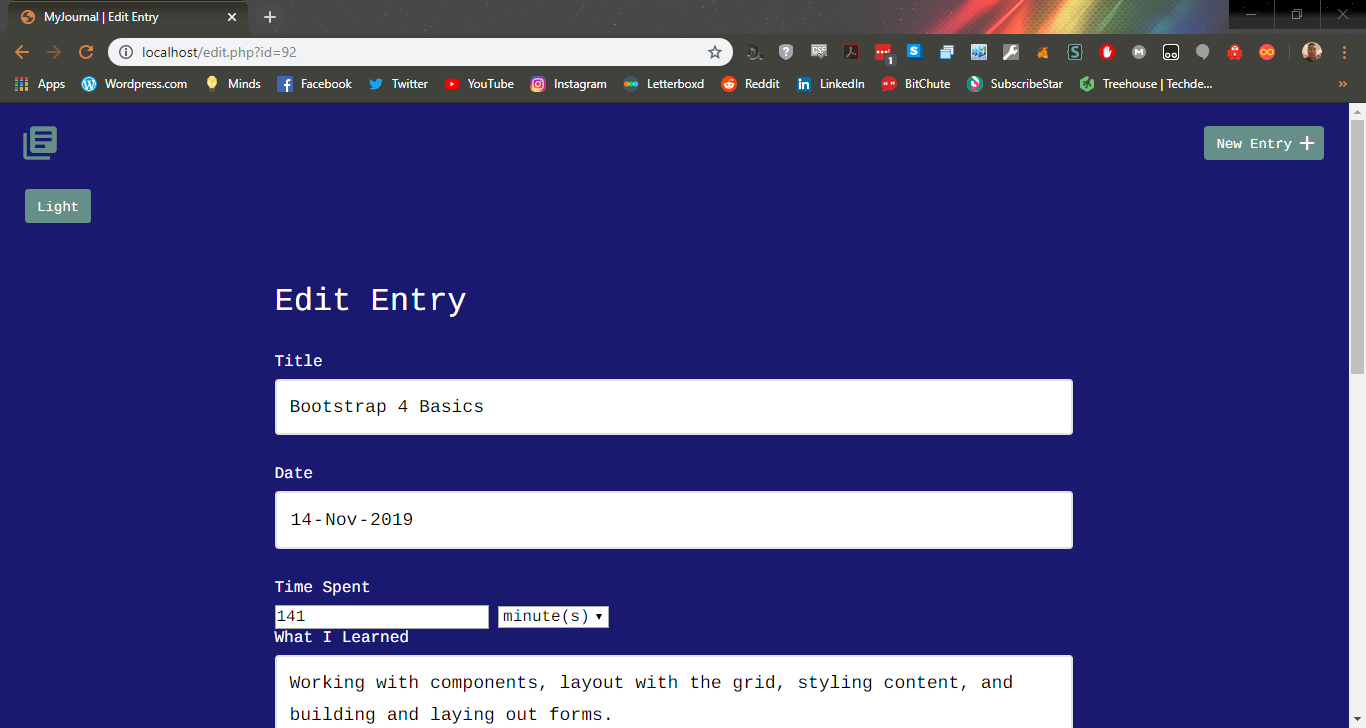 MyJournal | Edit Entry
localhost/edit.php?id=92
1
Apps Wordpress.com Minds Facebook Twitter YouTube Instagram Letterboxd Reddit LinkedIn BitChute SubscribeStar Treehouse | Techde...
New Entry +
Light
Edit Entry
Title
Bootstrap 4 Basics
Date
14-Nov-2019
Time Spent
141 minute(s)
What I Learned
Working with components, layout with the grid, styling content, and
building and laying out forms.